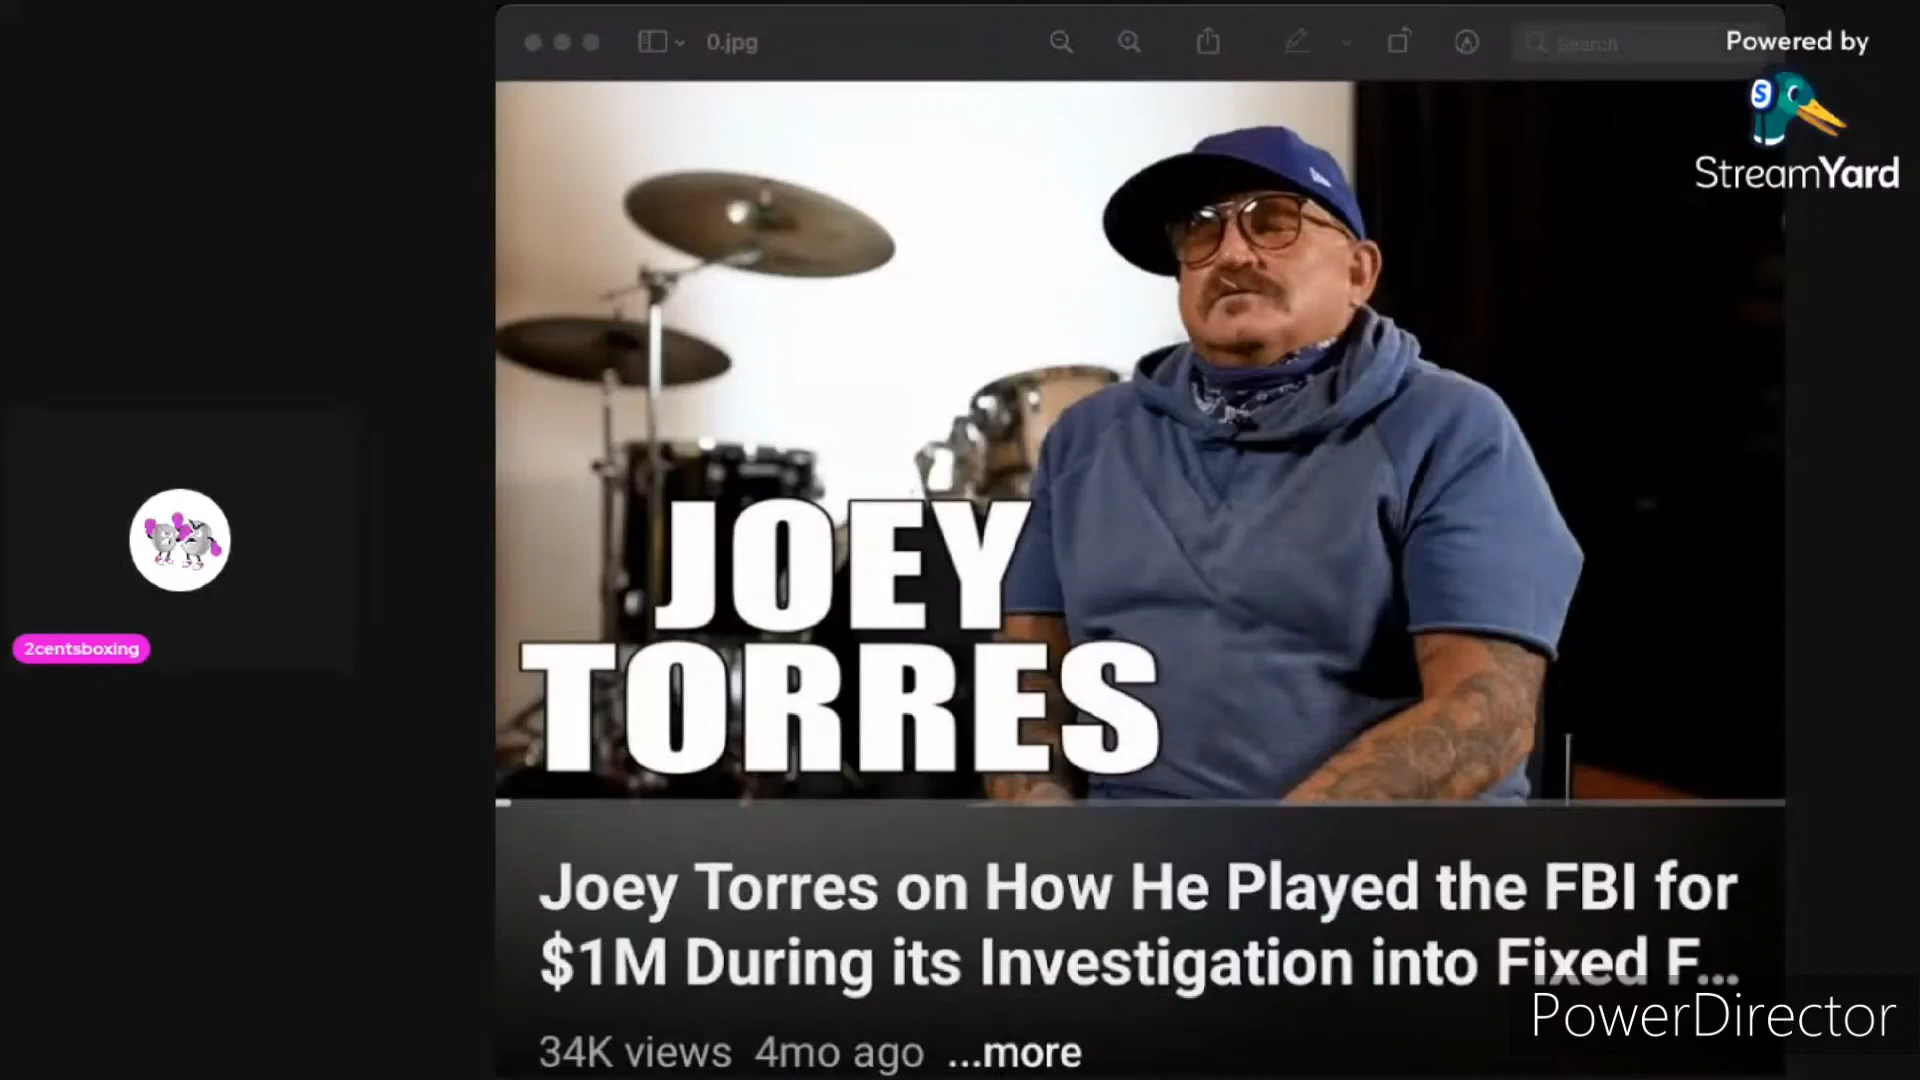 0.jpg
Search
Powered by
S
StreamYard
JOEY
TORRES
2centsboxing
Joey Torres on How He Played the FBI for
$1M During its Investigation into Fixed F...
PowerDirector
34K views 4mo ago ...more